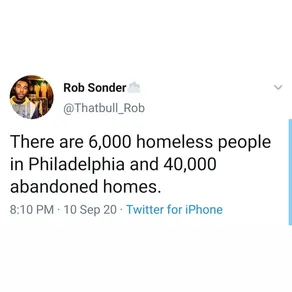 Rob Sonder
@Thatbull_Rob
There are 6,000 homeless people
in Philadelphia and 40,000
abandoned homes.
8:10 PM · 10 Sep 20 · Twitter for iPhone